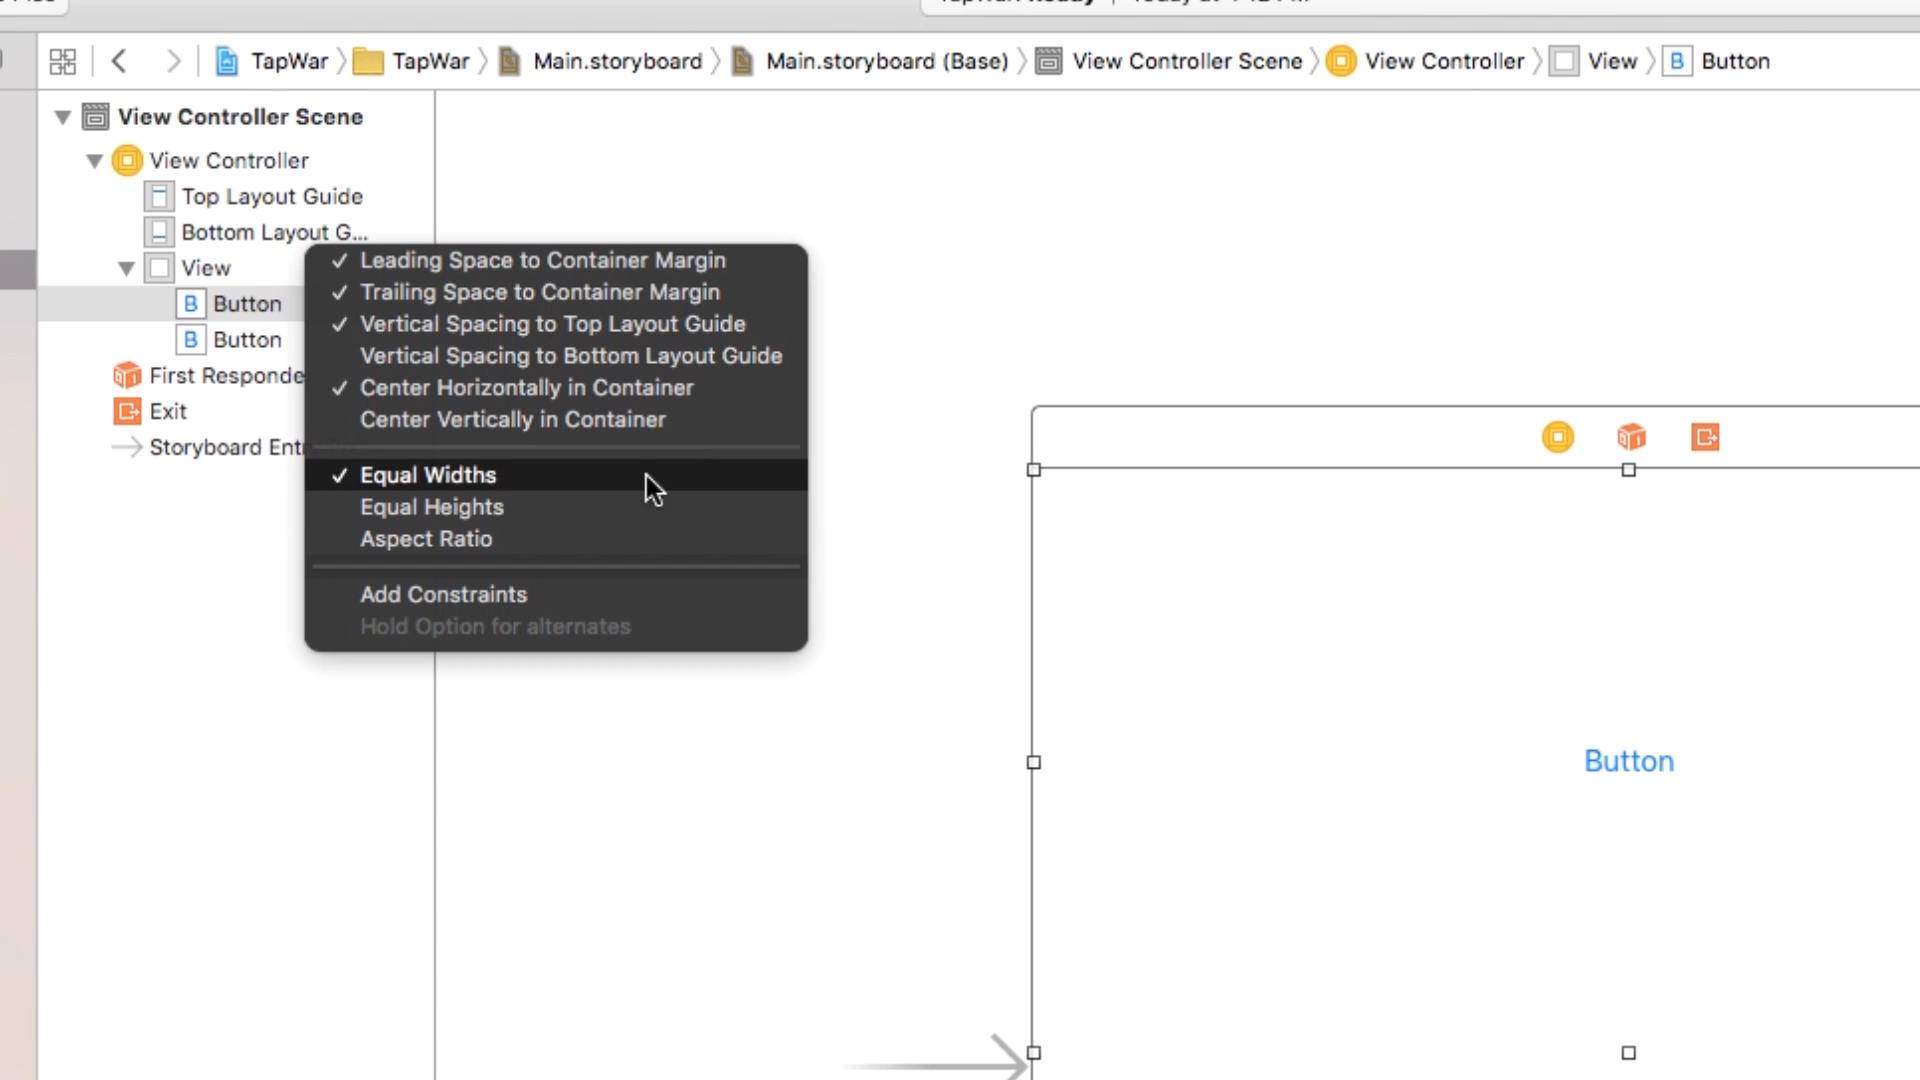 TapWar TapWar Main.storyboard Main.storyboard (Base) View Controller Scene View Controller View B Button
View Controller Scene
View Controller
Top Layout Guide
Bottom Layout G...
View
B Button
B Button
First Responde
Exit
Storyboard Ent
✓ Leading Space to Container Margin
✓ Trailing Space to Container Margin
✓ Vertical Spacing to Top Layout Guide
Vertical Spacing to Bottom Layout Guide
✓ Center Horizontally in Container
Center Vertically in Container
✓ Equal Widths
Equal Heights
Aspect Ratio
Add Constraints
Hold Option for alternates
Button